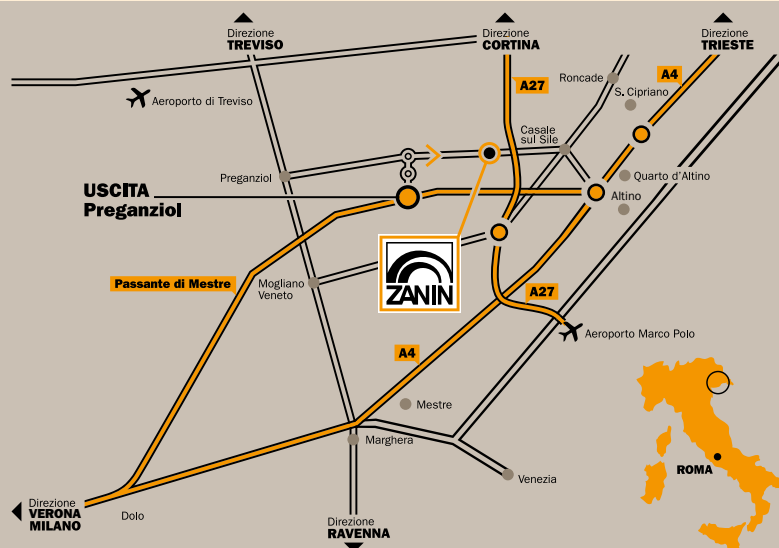 Direzione
TREVISO
Direzione
CORTINA
Direzione
TRIESTE
Roncade
A4
A27
S. Cipriano
Aeroporto di Treviso
Casale
sul Sile
Preganziol
Quarto d'Altino
USCITA
Preganziol
Altino
Passante di Mestre
Mogliano
Veneto
ZANIN
A27
Aeroporto Marco Polo
A4
Mestre
Marghera
ROMA
Venezia
Direzione
VERONA
MILANO
Dolo
Direzione
RAVENNA